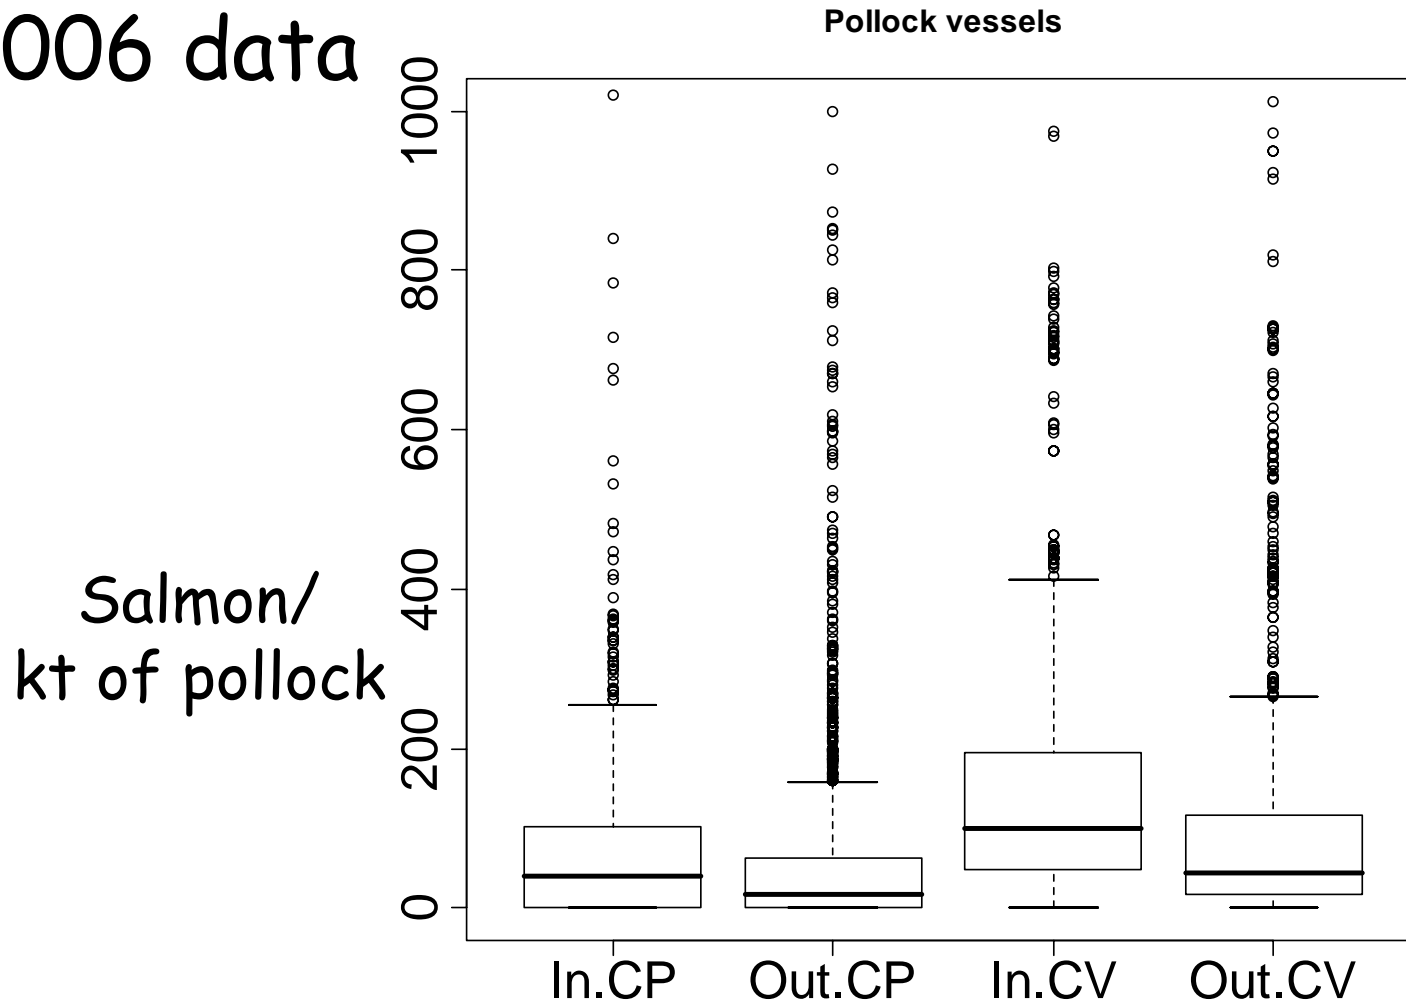 006 data
Pollock vessels
1000
800
600
400
200
0
Salmon/
kt of pollock
In.CP Out.CP In.CV Out.CV